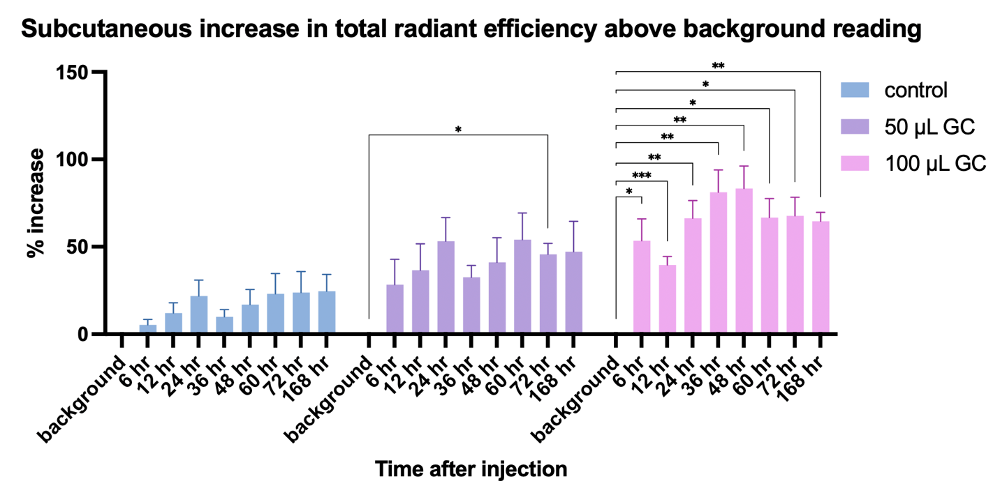 Subcutaneous increase in total radiant efficiency above background reading
% increase
150
100
50
0
*
*
***
**
**
**
*
*
**
control
50 µL GC
100 µL GC
background
6 hr
12 hr
24 hr
36 hr
48 hr
60 hr
72 hr
168 hr
background
6 hr
12 hr
24 hr
36 hr
48 hr
60 hr
72 hr
168 hr
background
6 hr
12 hr
24 hr
36 hr
48 hr
60 hr
72 hr
168 hr
Time after injection